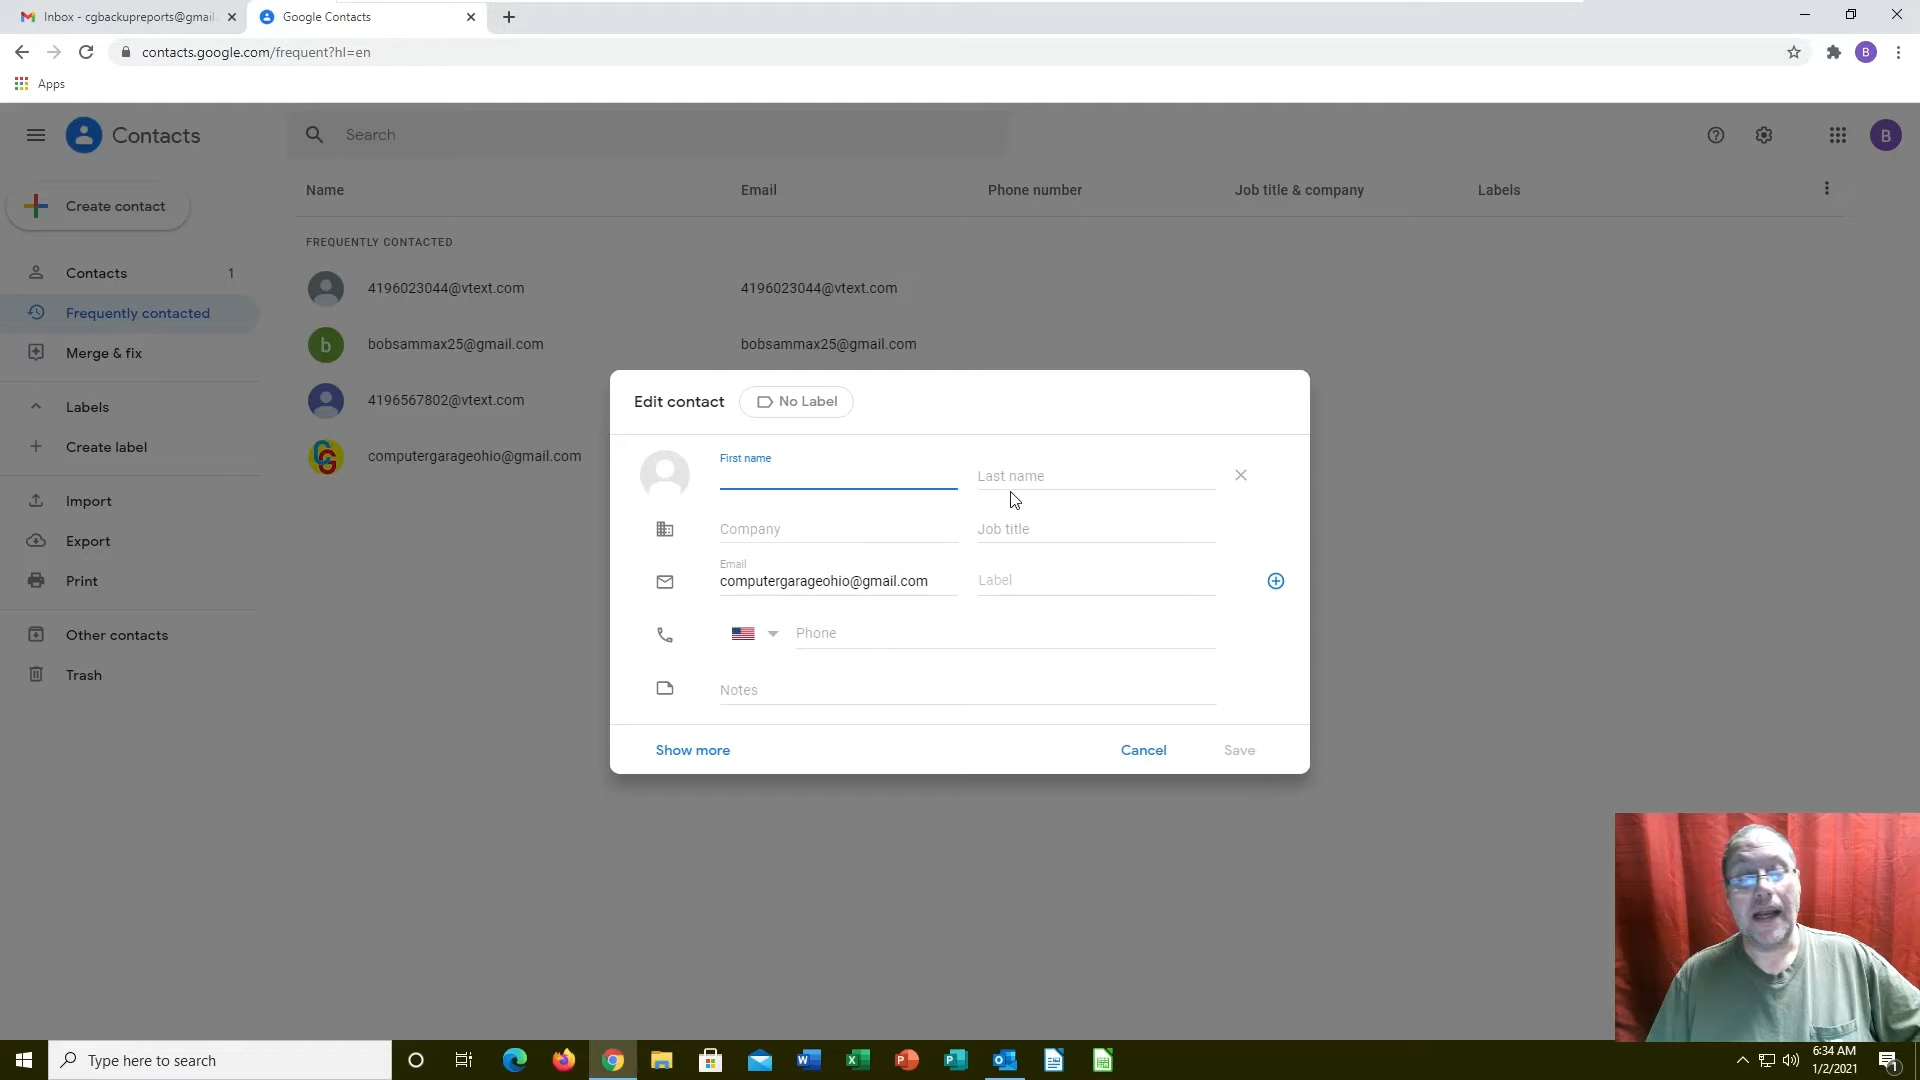 Inbox - cgbackupreports@gmail.
Google Contacts
contacts.google.com/frequent?hl=en
B
Apps
Contacts
Search
B
Create contact
Name Email Phone number Job title & company Labels
FREQUENTLY CONTACTED
Contacts 1
4196023044@vtext.com 4196023044@vtext.com
Frequently contacted
b bobsammax25@gmail.com bobsammax25@gmail.com
Merge & fix
4196567802@vtext.com
Labels
Create label
CG computergarageohio@gmail.com
Import
Export
Print
Other contacts
Trash
Edit contact No Label
First name
Last name
Company Job title
Email
computergarageohio@gmail.com Label
Phone
Notes
Show more Cancel Save
Type here to search
6:34 AM
1/2/2021
1